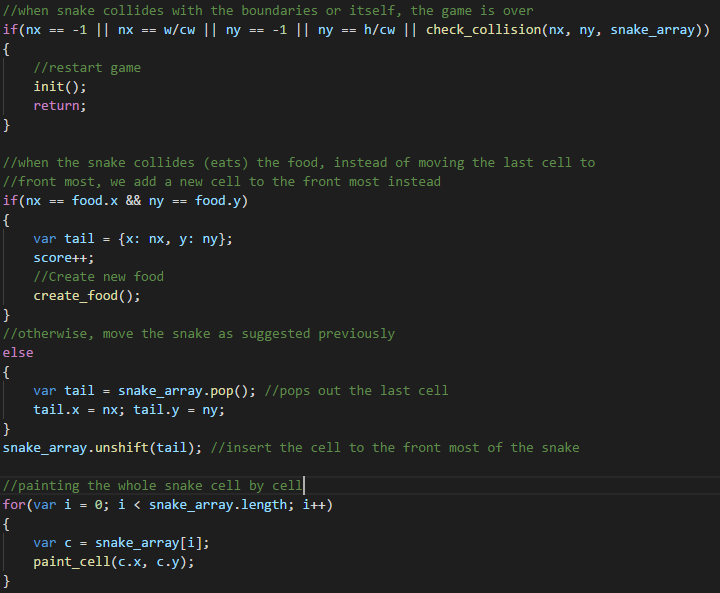 //when snake collides with the boundaries or itself, the game is over
if(nx == -1 || nx == w/cw || ny == -1 || ny == h/cw || check_collision(nx, ny, snake_array))
{
    //restart game
    init();
    return;
}

//when the snake collides (eats) the food, instead of moving the last cell to
//front most, we add a new cell to the front most instead
if(nx == food.x && ny == food.y)
{
    var tail = {x: nx, y: ny};
    score++;
    //Create new food
    create_food();
}
//otherwise, move the snake as suggested previously
else
{
    var tail = snake_array.pop(); //pops out the last cell
    tail.x = nx; tail.y = ny;
}
snake_array.unshift(tail); //insert the cell to the front most of the snake

//painting the whole snake cell by cell
for(var i = 0; i < snake_array.length; i++)
{
    var c = snake_array[i];
    paint_cell(c.x, c.y);
}